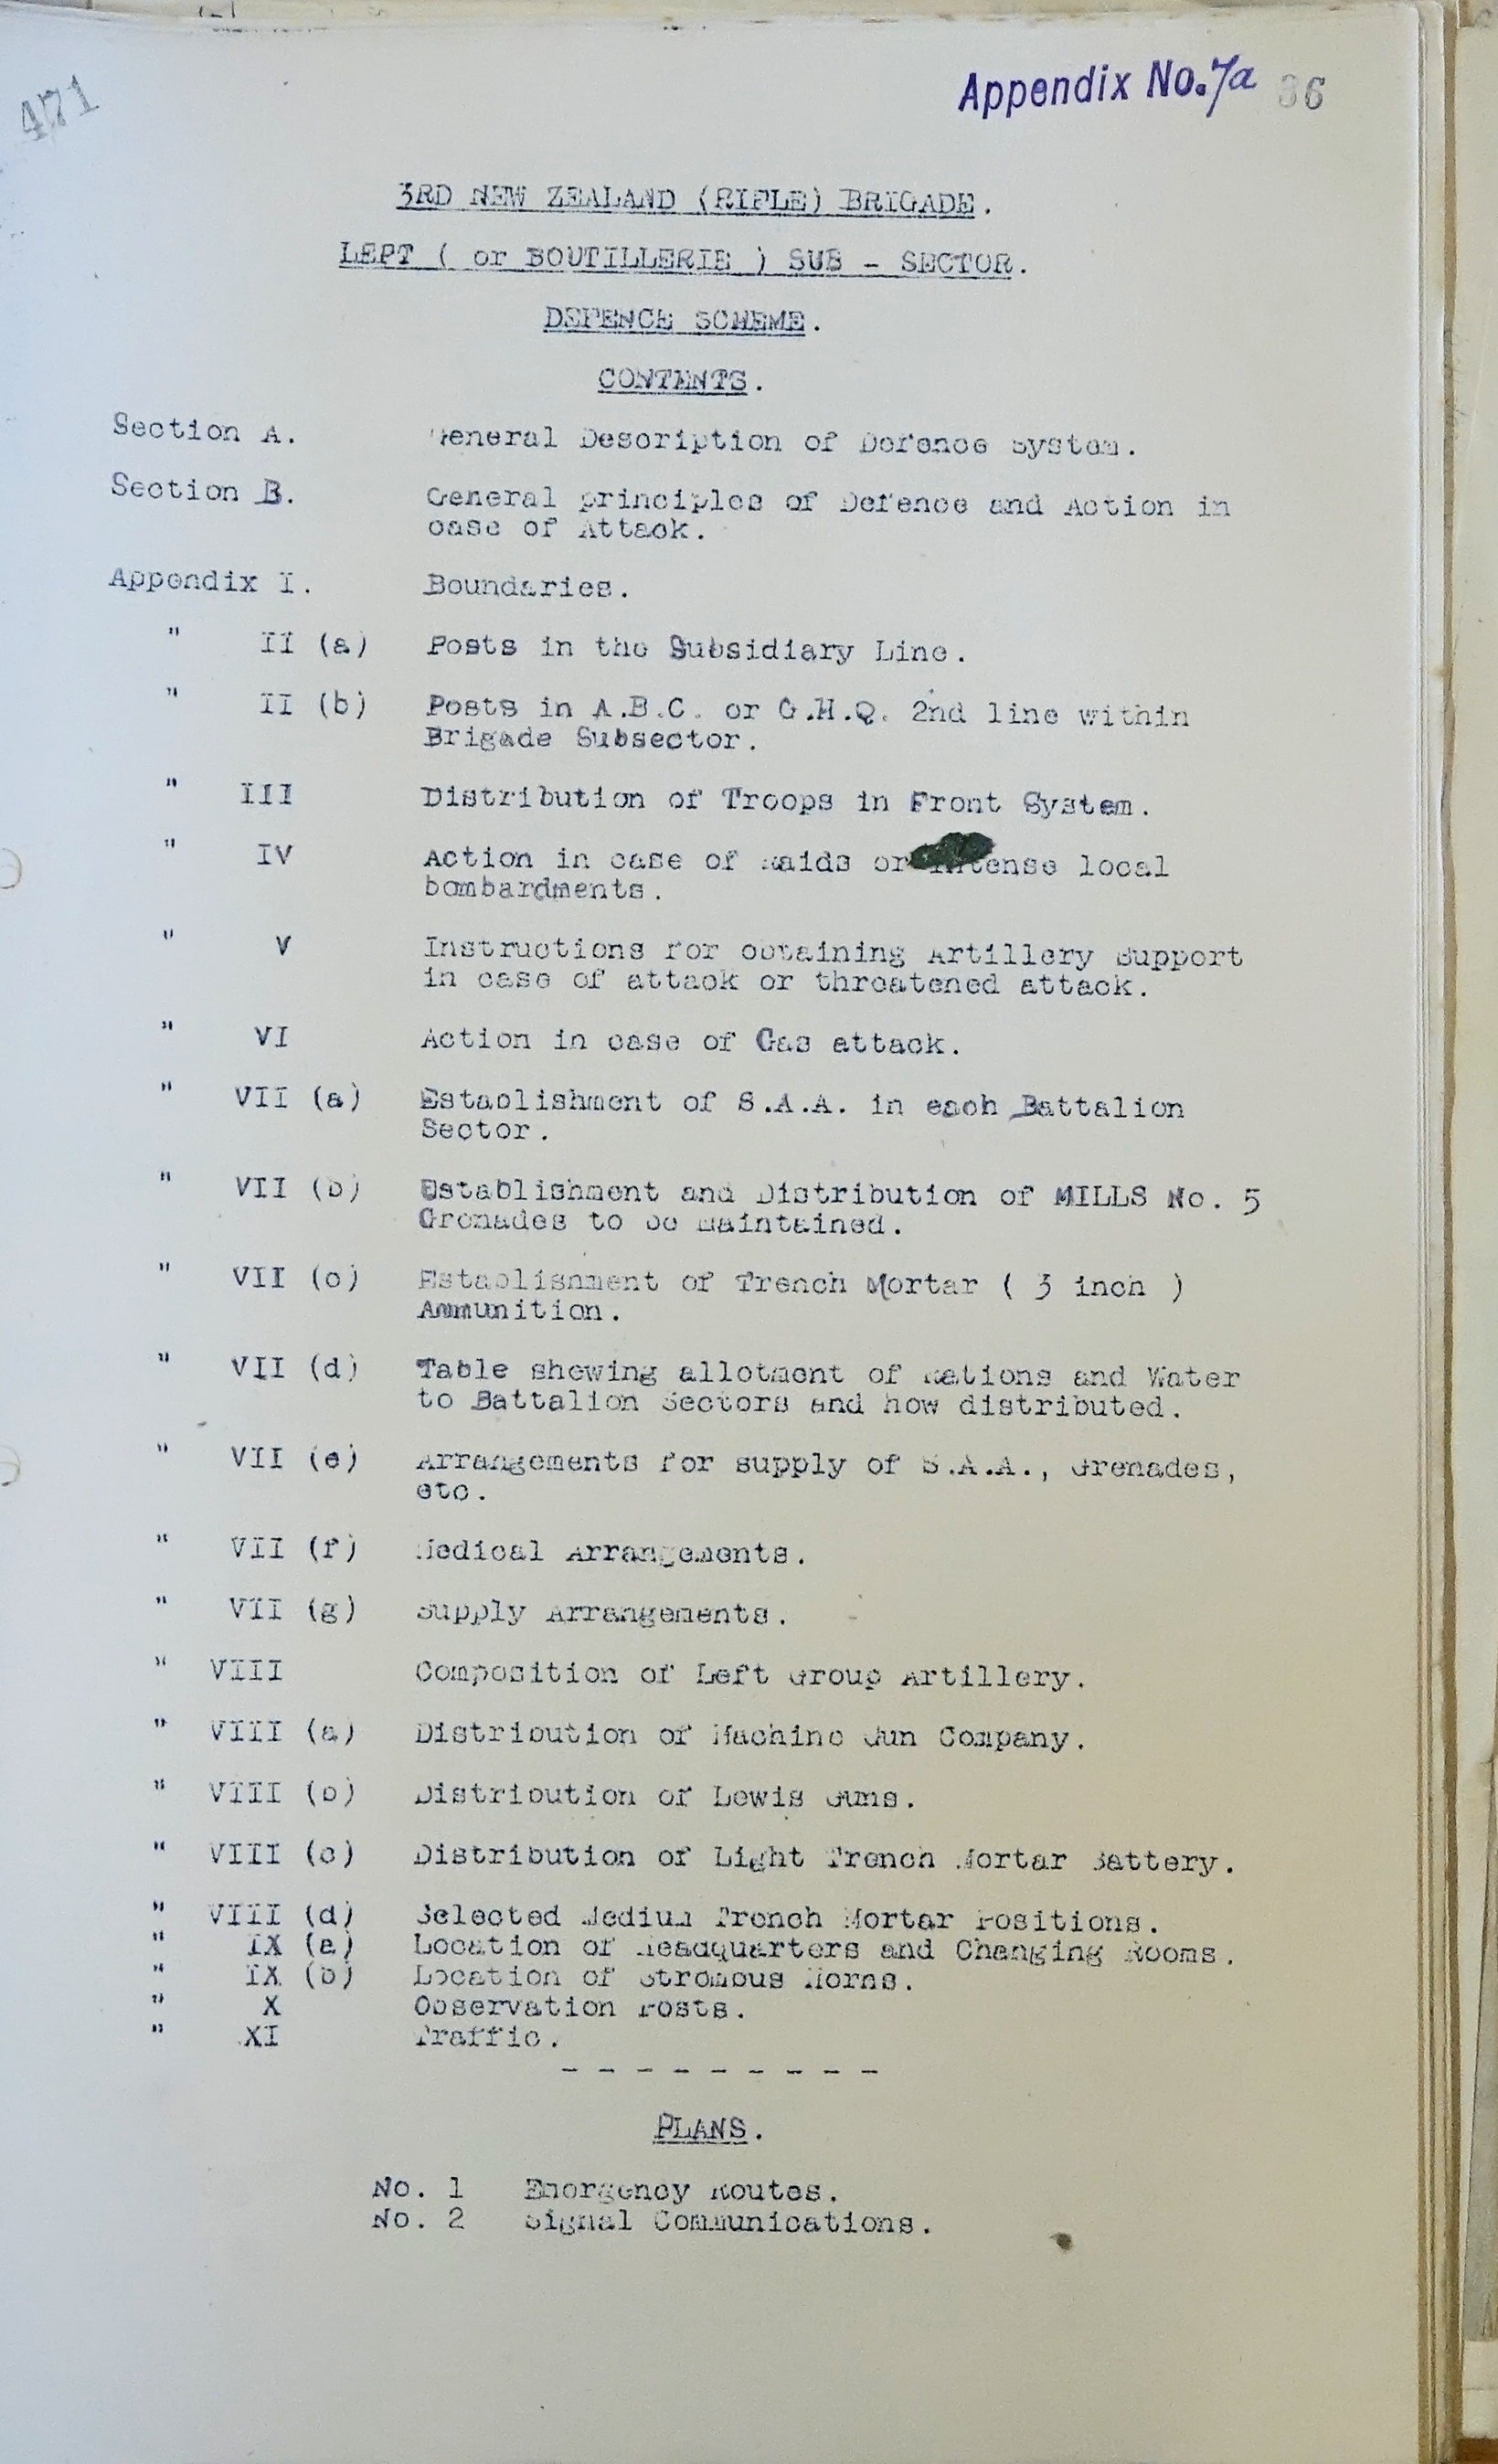 471
Appendix No. 7a 36
3RD NEW ZEALAND (RIFLE) BRIGADE.
LEFT ( or BOUTILLERIE ) SUB - SECTOR.
DEFENCE SCHEME.
CONTENTS.
Section A. General Description of Defence System.
Section B. General principles of Defence and Action in
case of Attack.
Appendix I. Boundaries.
" II (a) Posts in the Subsidiary Line.
" II (b) Posts in A.B.C. or G.H.Q. 2nd line within
Brigade Subsector.
" III Distribution of Troops in Front System.
" IV Action in case of Raids or intense local
bombardments.
" V Instructions for obtaining Artillery Support
in case of attack or threatened attack.
" VI Action in case of Gas attack.
" VII (a) Establishment of S.A.A. in each Battalion
Sector.
" VII (b) Establishment and Distribution of MILLS No. 5
Grenades to be maintained.
" VII (c) Establishment of Trench Mortar ( 3 inch )
Ammunition.
" VII (d) Table shewing allotment of Rations and Water
to Battalion Sectors and how distributed.
" VII (e) Arrangements for supply of S.A.A., Grenades,
etc.
" VII (f) Medical Arrangements.
" VII (g) Supply Arrangements.
" VIII Composition of Left Group Artillery.
" VIII (a) Distribution of Machine Gun Company.
" VIII (b) Distribution of Lewis Guns.
" VIII (c) Distribution of Light Trench Mortar Battery.
" VIII (d) Selected Medium Trench Mortar Positions.
" IX (a) Location of Headquarters and Changing Rooms.
" IX (b) Location of Stromous Horns.
" X Observation Posts.
" XI Traffic.
- - - - - - - - -
PLANS.
No. 1 Emergency Routes.
No. 2 Signal Communications.